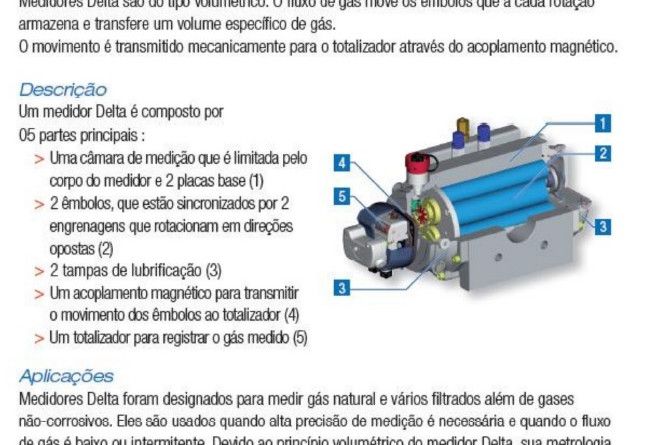 Medidores Delta são do tipo volumétrico. O fluxo de gás move os êmbolos que a cada rotação
armazena e transfere um volume específico de gás.
O movimento é transmitido mecanicamente para o totalizador através do acoplamento magnético.
Descrição
Um medidor Delta é composto por
05 partes principais :
> Uma câmara de medição que é limitada pelo
corpo do medidor e 2 placas base (1)
> 2 êmbolos, que estão sincronizados por 2
engrenagens que rotacionam em direções
opostas (2)
> 2 tampas de lubrificação (3)
> Um acoplamento magnético para transmitir
o movimento dos êmbolos ao totalizador (4)
> Um totalizador para registrar o gás medido (5)
1
2
4
5
3
3
Aplicações
Medidores Delta foram designados para medir gás natural e vários filtrados além de gases
não-corrosivos. Eles são usados quando alta precisão de medição é necessária e quando o fluxo
de gás é baixo ou intermitente. Devido ao princípio volumétrico do medidor Delta, sua metrologia